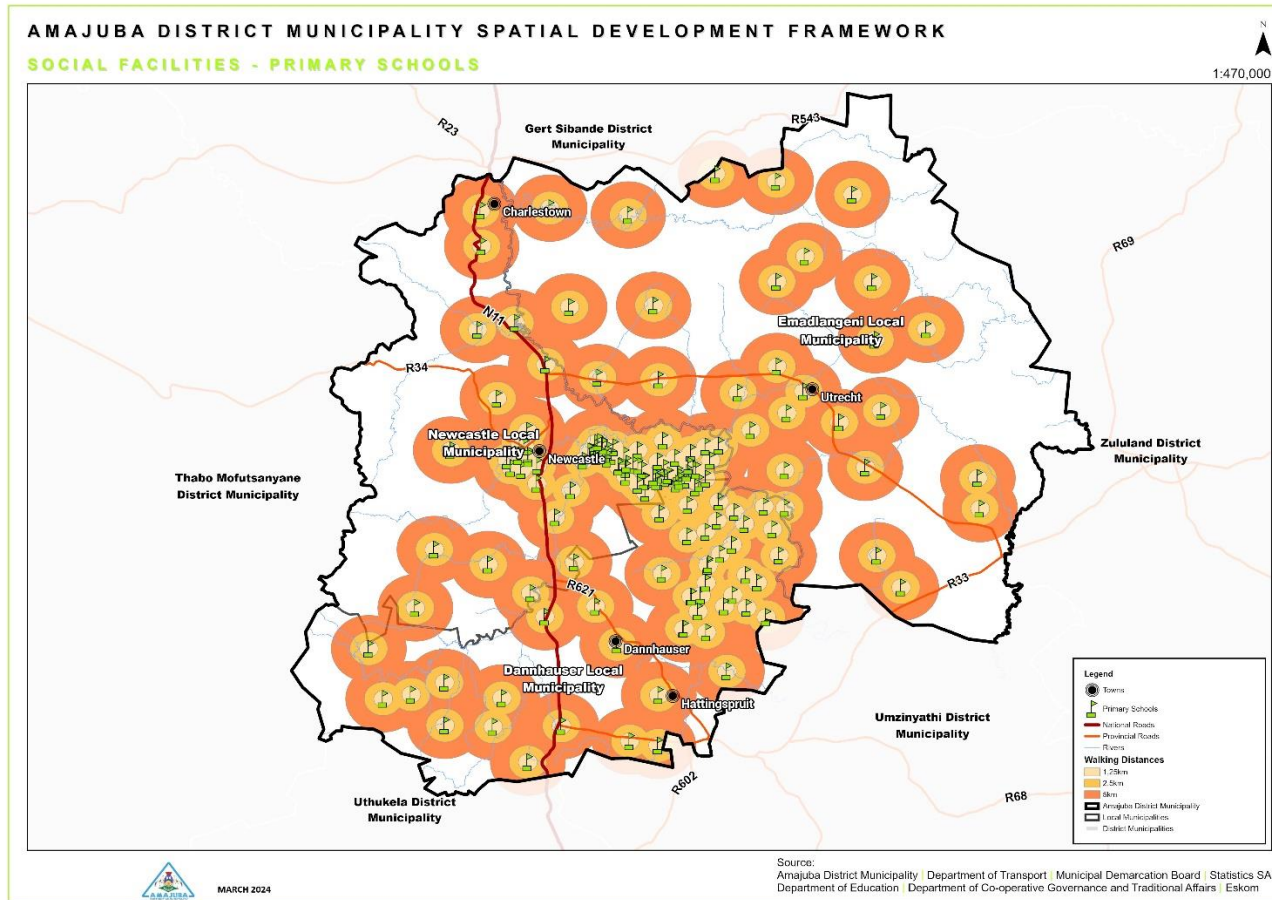 AMAJUBA DISTRICT MUNICIPALITY SPATIAL DEVELOPMENT FRAMEWORK
SOCIAL FACILITIES - PRIMARY SCHOOLS
N
1:470,000
R543
R23
Gert Sibande District
Municipality
Charlestown
R69
N11
Emadlangeni Local
Municipality
R34
Utrecht
Newcastle Local
Municipality
Newcastle
Zululand District
Municipality
Thabo Mofutsanyane
District Municipality
R621
R33
Dannhauser
Dannhauser Local
Municipality
Hattingspruit
Umzinyathi District
Municipality
R602
R68
Uthukela District
Municipality
Legend
Towns
Primary Schools
National Roads
Provincial Roads
Rivers
Walking Distances
1.25km
2.5km
5km
Amajuba District Municipality
Local Municipalities
District Municipalities
AMAJUBA
MARCH 2024
Source:
Amajuba District Municipality | Department of Transport | Municipal Demarcation Board | Statistics SA
Department of Education | Department of Co-operative Governance and Traditional Affairs | Eskom